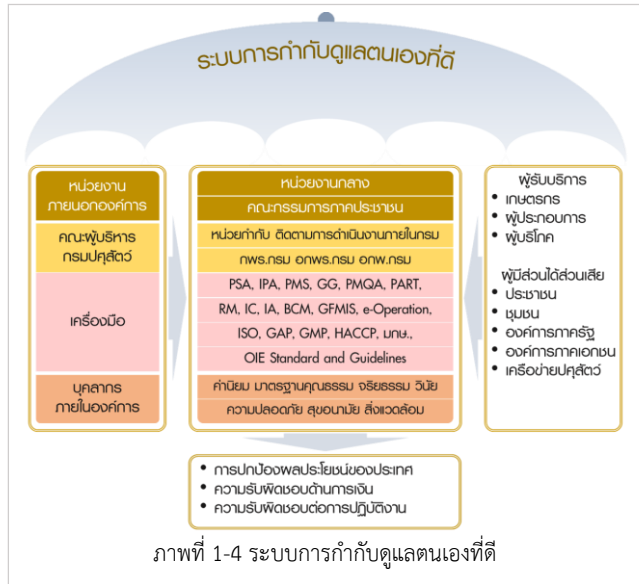 ระบบการกำกับดูแลตนเองที่ดี
หน่วยงาน
ภายนอกองค์การ
คณะผู้บริหาร
กรมปศุสัตว์
เครื่องมือ
บุคลากร
ภายในองค์การ
หน่วยงานกลาง
คณะกรรมการภาคประชาชน
หน่วยกำกับ ติดตามการดำเนินงานภายในกรม
กพร.กรม อกพร.กรม อกพ.กรม
PSA, IPA, PMS, GG, PMQA, PART,
RM, IC, IA, BCM, GFMIS, e-Operation,
ISO, GAP, GMP, HACCP, มกษ.,
OIE Standard and Guidelines
ค่านิยม มาตรฐานคุณธรรม จริยธรรม วินัย
ความปลอดภัย สุขอนามัย สิ่งแวดล้อม
ผู้รับบริการ
• เกษตรกร
• ผู้ประกอบการ
• ผู้บริโภค
ผู้มีส่วนได้ส่วนเสีย
• ประชาชน
• ชุมชน
• องค์การภาครัฐ
• องค์การภาคเอกชน
• เครือข่ายปศุสัตว์
• การปกป้องผลประโยชน์ของประเทศ
• ความรับผิดชอบด้านการเงิน
• ความรับผิดชอบต่อการปฏิบัติงาน
ภาพที่ 1-4 ระบบการกำกับดูแลตนเองที่ดี